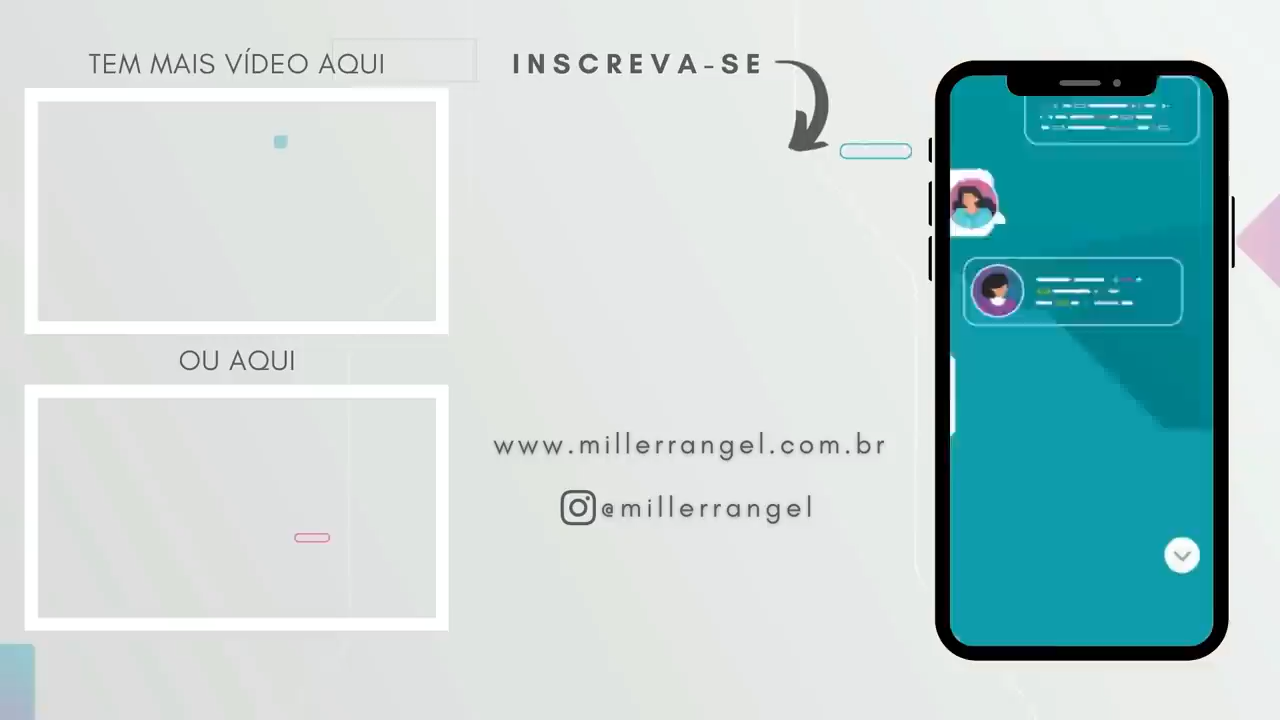 TEM MAIS VÍDEO AQUI
INSCREVA-SE
OU AQUI
www.millerrangel.com.br
@millerrangel